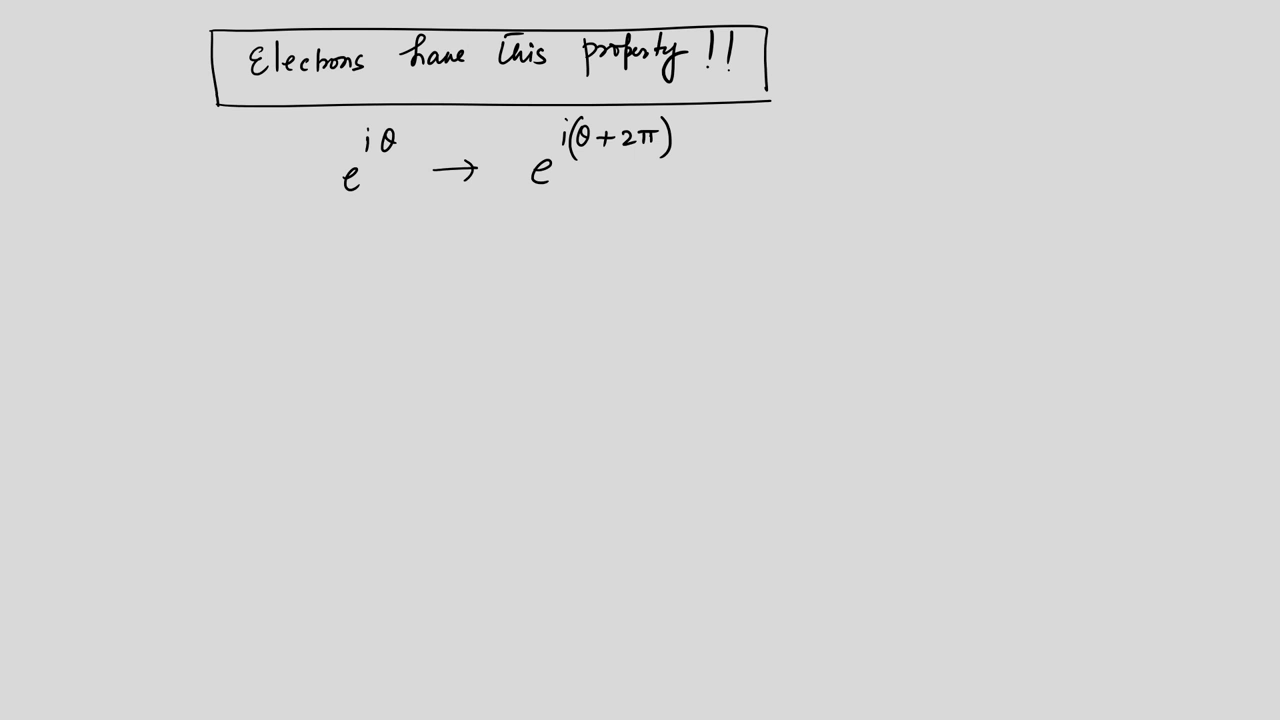 Electrons have this property !!
e^{iθ} → e^{i(θ+2π)}